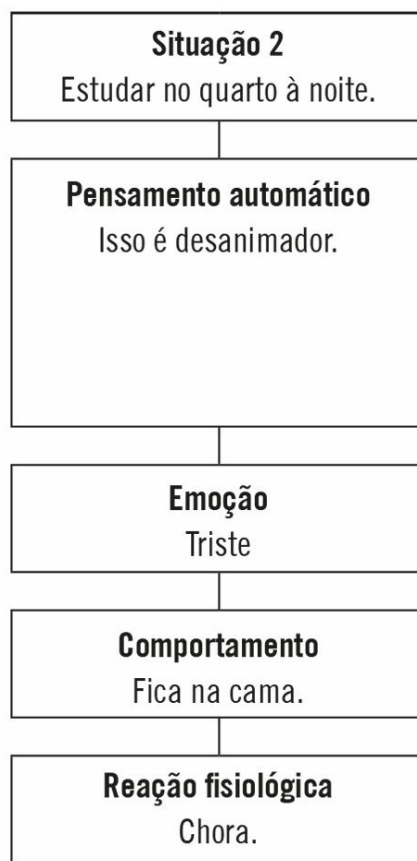 Situação 2
Estudar no quarto à noite.
Pensamento automático
Isso é desanimador.
Emoção
Triste
Comportamento
Fica na cama.
Reação fisiológica
Chora.